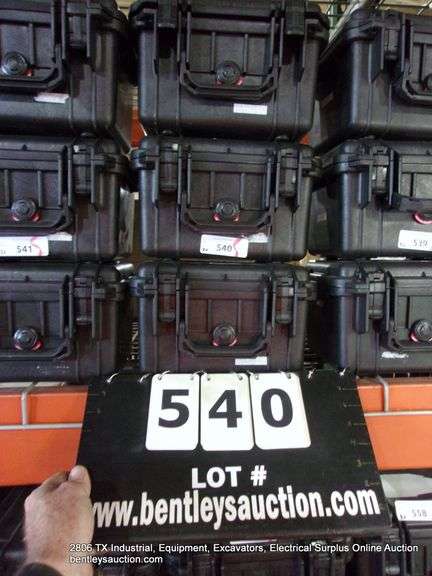 541
540
539
540
LOT #
www.bentleysauction.com
558
2806 TX Industrial, Equipment, Excavators, Electrical Surplus Online Auction
bentleysauction.com